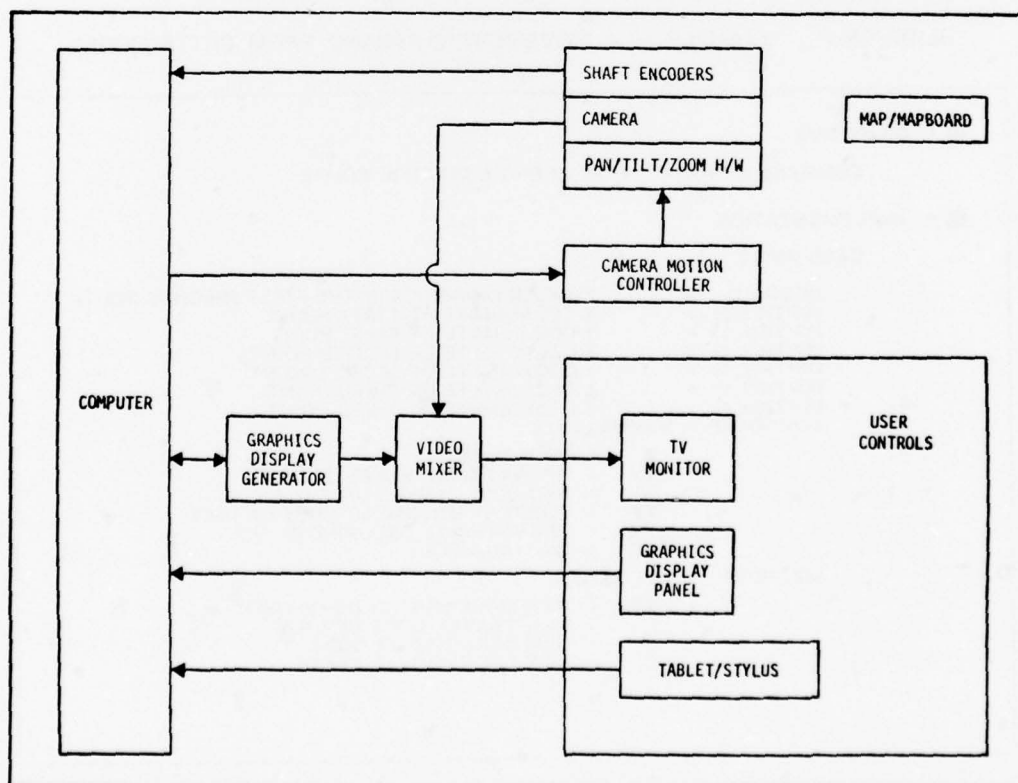 SHAFT ENCODERS
CAMERA
PAN/TILT/ZOOM H/W
MAP/MAPBOARD
CAMERA MOTION
CONTROLLER
COMPUTER
GRAPHICS
DISPLAY
GENERATOR
VIDEO
MIXER
TV
MONITOR
USER
CONTROLS
GRAPHICS
DISPLAY
PANEL
TABLET/STYLUS